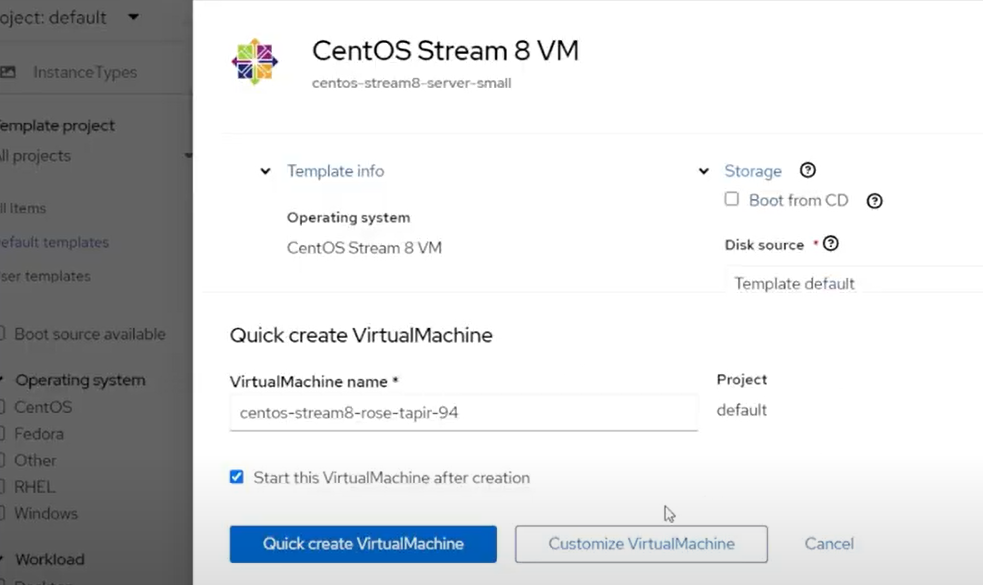 oject: default
InstanceTypes
emplate project
ll projects
ll Items
efault templates
ser templates
Boot source available
Operating system
CentOS
Fedora
Other
RHEL
Windows
Workload
Desktop
CentOS Stream 8 VM
centos-stream8-server-small
Template info
Operating system
CentOS Stream 8 VM
Storage
Boot from CD
Disk source *
Template default
Quick create VirtualMachine
VirtualMachine name *
centos-stream8-rose-tapir-94
Project
default
Start this VirtualMachine after creation
Quick create VirtualMachine
Customize VirtualMachine
Cancel